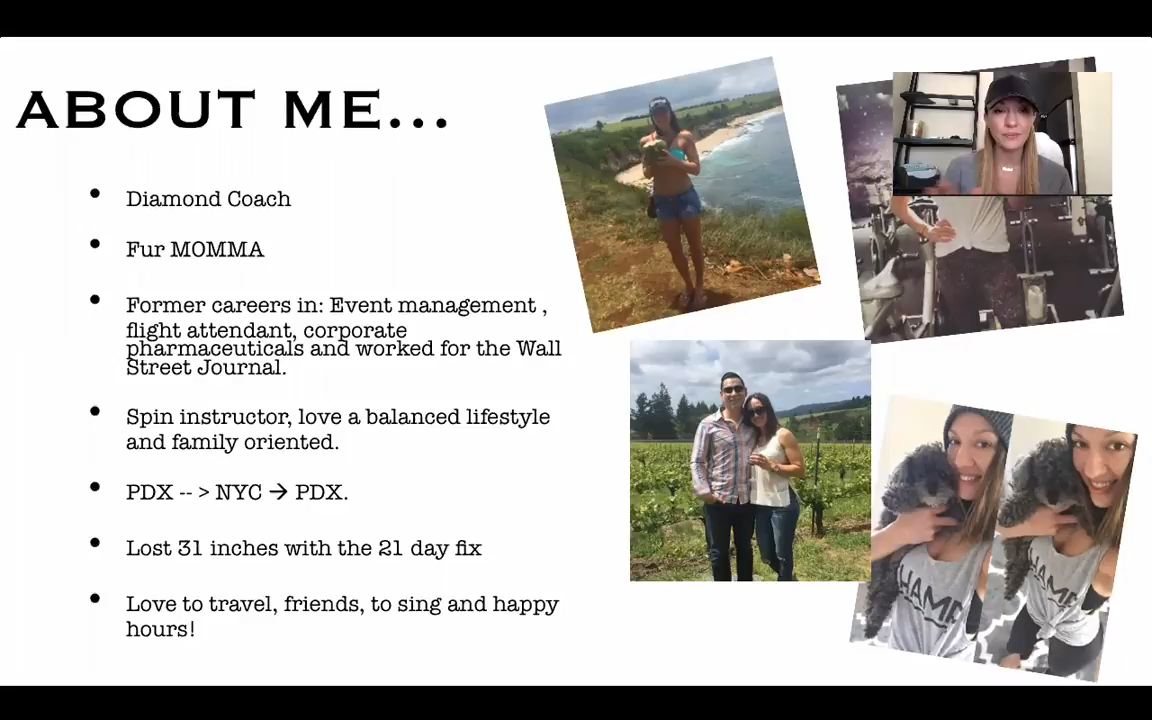 ABOUT ME...
• Diamond Coach
• Fur MOMMA
• Former careers in: Event management ,
flight attendant, corporate
pharmaceuticals and worked for the Wall
Street Journal.
• Spin instructor, love a balanced lifestyle
and family oriented.
• PDX -- > NYC → PDX.
• Lost 31 inches with the 21 day fix
• Love to travel, friends, to sing and happy
hours!